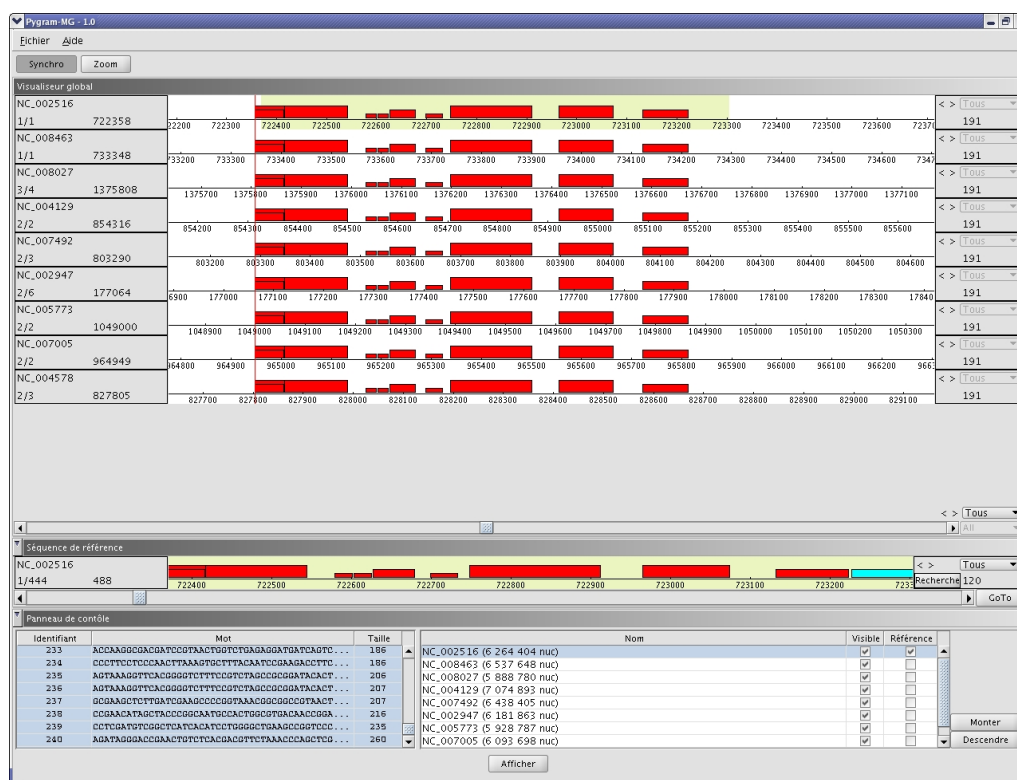 Pygram-MG - 1.0
Fichier Aide
Synchro Zoom
Visualiseur global
NC_002516 < > Tous
1/1 722358 191
22200 722300 722400 722500 722600 722700 722800 722900 723000 723100 723200 723300 723400 723500 723600
NC_008463 < > Tous
1/1 733348 191
733300 733400 733500 733600 733700 733800 733900 734000 734100 734200 734300 734400 734500 734600
NC_008027 < > Tous
3/4 1375808 191
1375700 1375800 1375900 1376000 1376100 1376200 1376300 1376400 1376500 1376600 1376700 1376800 1376900 1377000 1377100
NC_004129 < > Tous
2/2 854316 191
854200 854300 854400 854500 854600 854700 854800 854900 855000 855100 855200 855300 855400 855500 855600
NC_007492 < > Tous
2/3 803290 191
803200 803300 803400 803500 803600 803700 803800 803900 804000 804100 804200 804300 804400 804500 804600
NC_002947 < > Tous
2/6 177064 191
6900 177000 177100 177200 177300 177400 177500 177600 177700 177800 177900 178000 178100 178200 178300 17840
NC_005773 < > Tous
2/2 1049000 191
1048900 1049000 1049100 1049200 1049300 1049400 1049500 1049600 1049700 1049800 1049900 1050000 1050100 1050200 1050300
NC_007005 < > Tous
2/2 964949 191
964800 964900 965000 965100 965200 965300 965400 965500 965600 965700 965800 965900 966000 966100 966200
NC_004578 < > Tous
2/3 827805 191
827700 827800 827900 828000 828100 828200 828300 828400 828500 828600 828700 828800 828900 829000 829100
< > Tous
All
Séquence de référence
NC_002516 < > Tous
1/444 488 Recherche 120
722400 722500 722600 722700 722800 722900 723000 723100 723200
GoTo
Panneau de contôle
Identifiant Mot Taille Nom Visible Référence
233 ACCAAGGCGACGATCCGTAACTGGTCTGAGAGGATGATCAGTC... 186 NC_002516 (6 264 404 nuc)
234 CCCTTCCTCCCAACTTAAAGTGCTTTACAATCCGAAGACCTTC... 186 NC_008463 (6 537 648 nuc)
235 AGTAAAGGTTCACGGGGTCTTTCCGTCTAGCCGCGGATACACT... 206 NC_008027 (5 888 780 nuc)
236 AGTAAAGGTTCACGGGGTCTTTCCGTCTAGCCGCGGATACACT... 207 NC_004129 (7 074 893 nuc)
237 GCGAAGCTCTTGATCGAAGCCCCGGTAAACGGCGGCCGTAACT... 207 NC_007492 (6 438 405 nuc)
238 CCGAACATAGCTACCCGGCAATGCCACTGGCGTGACAACCGGA... 216 NC_002947 (6 181 863 nuc)
239 CCTCGATGTCGGCTCATCACATCCTGGGGCTGAAGCCGGTCCC... 235 NC_005773 (5 928 787 nuc)
240 AGATAGGGACCGAACTGTCTCACGACGTTCTAAACCCAGCTCG... 260 NC_007005 (6 093 698 nuc)
Monter
Descendre
Afficher